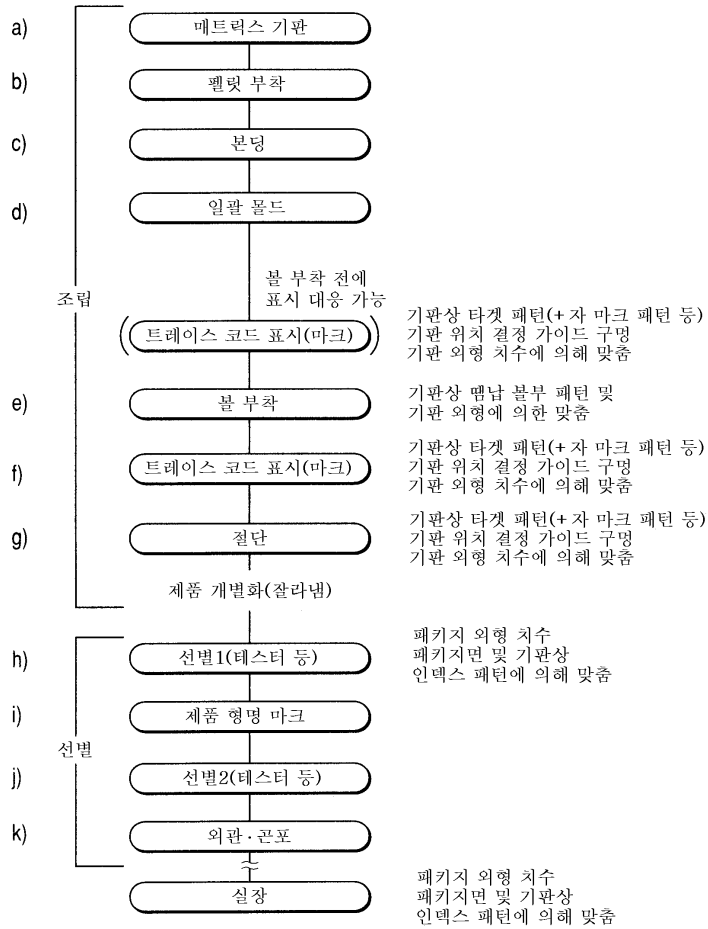 a) 매트릭스 기판
b) 펠릿 부착
c) 본딩
d) 일괄 몰드
조립
볼 부착 전에
표시 대응 가능
(트레이스 코드 표시(마크))
기판상 타겟 패턴(+자 마크 패턴 등)
기판 위치 결정 가이드 구멍
기판 외형 치수에 의해 맞춤
e) 볼 부착
기판상 땜납 볼부 패턴 및
기판 외형에 의한 맞춤
f) 트레이스 코드 표시(마크)
기판상 타겟 패턴(+자 마크 패턴 등)
기판 위치 결정 가이드 구멍
기판 외형 치수에 의해 맞춤
g) 절단
기판상 타겟 패턴(+자 마크 패턴 등)
기판 위치 결정 가이드 구멍
기판 외형 치수에 의해 맞춤
제품 개별화(잘라냄)
h) 선별1(테스터 등)
패키지 외형 치수
패키지면 및 기판상
인덱스 패턴에 의해 맞춤
i) 제품 형명 마크
선별
j) 선별2(테스터 등)
k) 외관·곤포
실장
패키지 외형 치수
패키지면 및 기판상
인덱스 패턴에 의해 맞춤